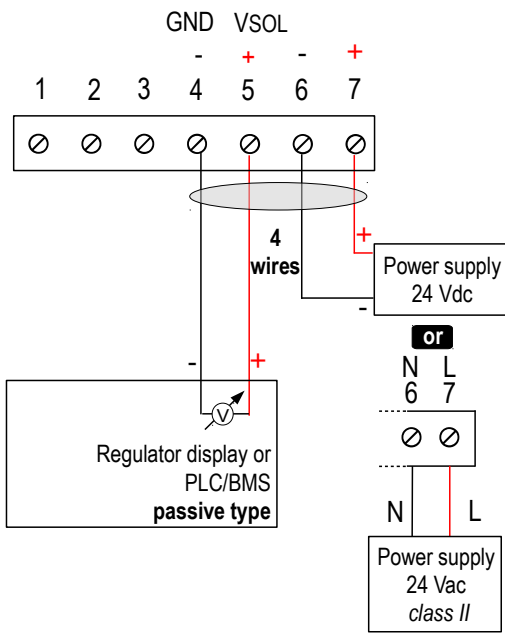 GND VSOL
- + - +
1 2 3 4 5 6 7
4
wires
+
Power supply
24 Vdc
-
or
N L
6 7
- +
V
Regulator display or
PLC/BMS
passive type
N L
Power supply
24 Vac
class II